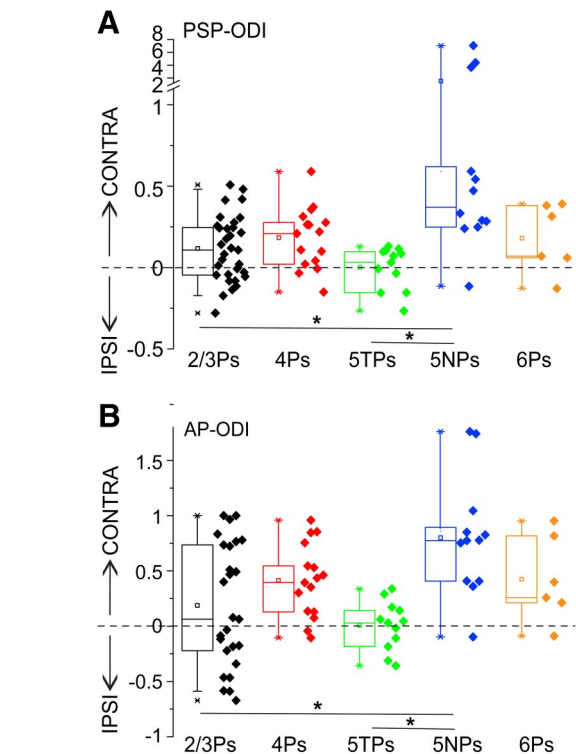 A PSP-ODI
8
6
4
2
1
0.5
0
-0.5
CONTRA
IPSI
*
*
2/3Ps 4Ps 5TPs 5NPs 6Ps
B AP-ODI
1.5
1
0.5
0
-0.5
-1
CONTRA
IPSI
*
*
2/3Ps 4Ps 5TPs 5NPs 6Ps